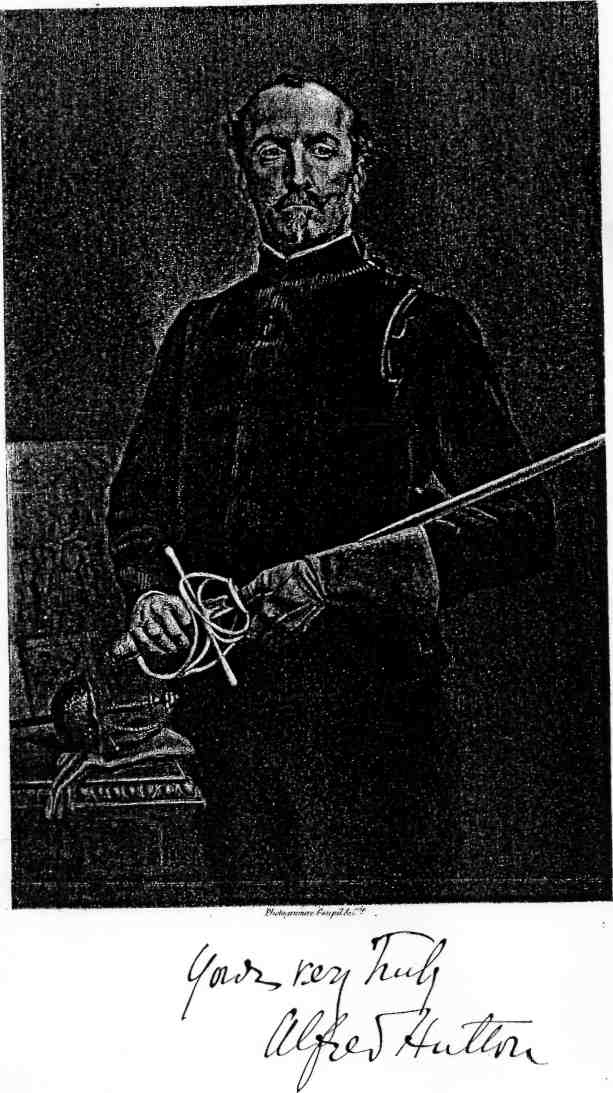 Photogravure Goupil & Cie
Yours very Truly
Alfred Hutton